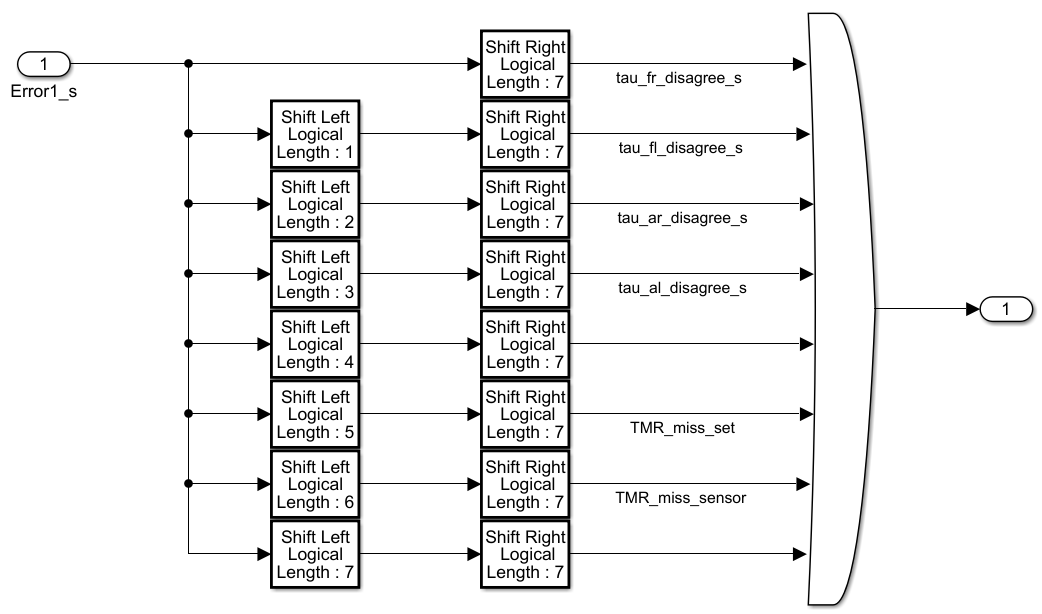 1
Error1_s
Shift Right
Logical
Length : 7
tau_fr_disagree_s
Shift Left
Logical
Length : 1
Shift Right
Logical
Length : 7
tau_fl_disagree_s
Shift Left
Logical
Length : 2
Shift Right
Logical
Length : 7
tau_ar_disagree_s
Shift Left
Logical
Length : 3
Shift Right
Logical
Length : 7
tau_al_disagree_s
1
Shift Left
Logical
Length : 4
Shift Right
Logical
Length : 7
Shift Left
Logical
Length : 5
Shift Right
Logical
Length : 7
TMR_miss_set
Shift Left
Logical
Length : 6
Shift Right
Logical
Length : 7
TMR_miss_sensor
Shift Left
Logical
Length : 7
Shift Right
Logical
Length : 7